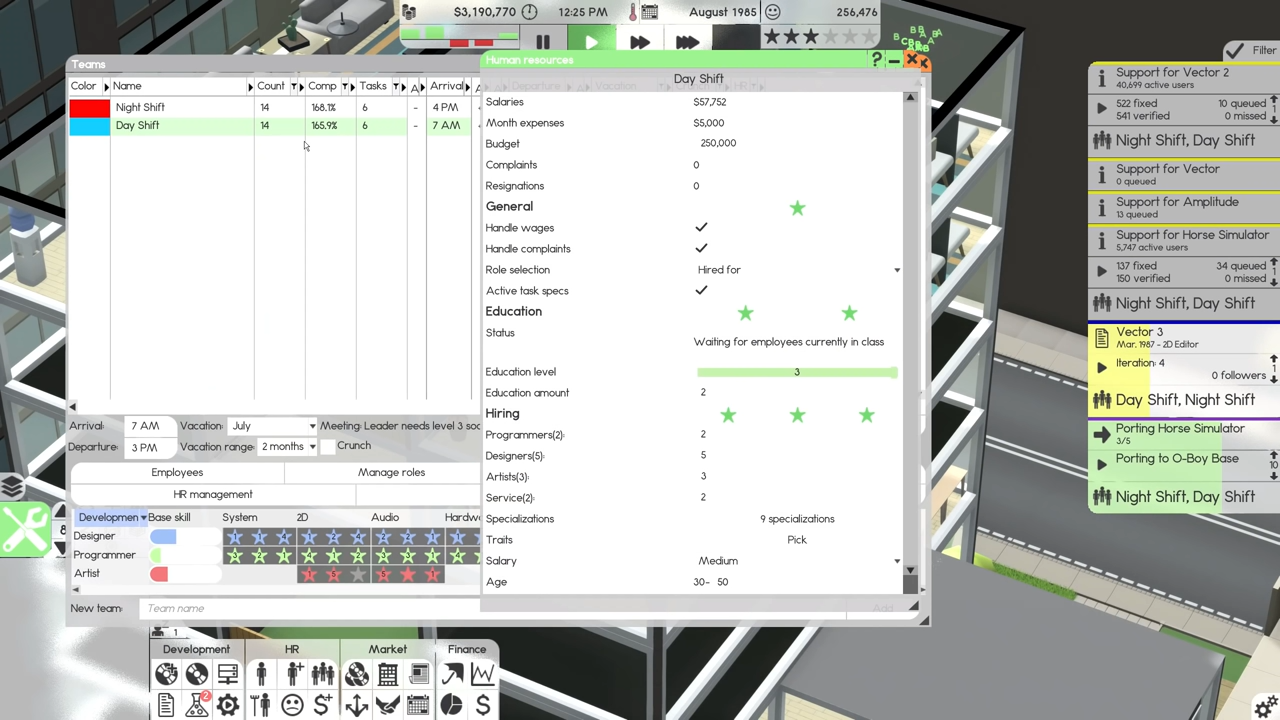 $3,190,770
12:25 PM
August 1985
256,476
Filter
Teams
Human resources
?
Color
Name
Count
Comp
Tasks
Arrival
Night Shift
14
168.1%
6
-
4 PM
Day Shift
14
165.9%
6
-
7 AM
Arrival:
7 AM
Vacation:
July
Meeting: Leader needs level 3 soc
Departure:
3 PM
Vacation range:
2 months
Crunch
Employees
Manage roles
HR management
Developmen
Base skill
System
2D
Audio
Hardw
Designer
Programmer
Artist
New team:
Team name
Add
Day Shift
Salaries
$57,752
Month expenses
$5,000
Budget
250,000
Complaints
0
Resignations
0
General
Handle wages
Handle complaints
Role selection
Hired for
Active task specs
Education
Status
Waiting for employees currently in class
Education level
3
Education amount
2
Hiring
Programmers(2):
2
Designers(5):
5
Artists(3):
3
Service(2):
2
Specializations
9 specializations
Traits
Pick
Salary
Medium
Age
30- 50
Support for Vector 2
40,699 active users
522 fixed
10 queued
541 verified
0 missed
1
Night Shift, Day Shift
Support for Vector
0 queued
Support for Amplitude
13 queued
Support for Horse Simulator
5,747 active users
137 fixed
34 queued
150 verified
0 missed
1
Night Shift, Day Shift
Vector 3
Mar. 1987 - 2D Editor
Iteration: 4
0 followers
1
Day Shift, Night Shift
Porting Horse Simulator
3/5
Porting to O-Boy Base
10
Night Shift, Day Shift
1
Development
HR
Market
Finance
2